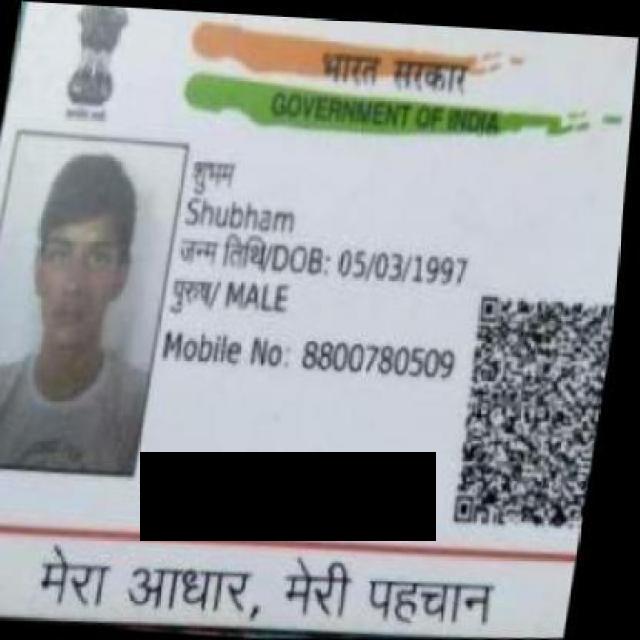 भारत सरकार
GOVERNMENT OF INDIA
शुभम
Shubham
जन्म तिथि/DOB: 05/03/1997
पुरुष/ MALE
Mobile No: 8800780509
मेरा आधार, मेरी पहचान